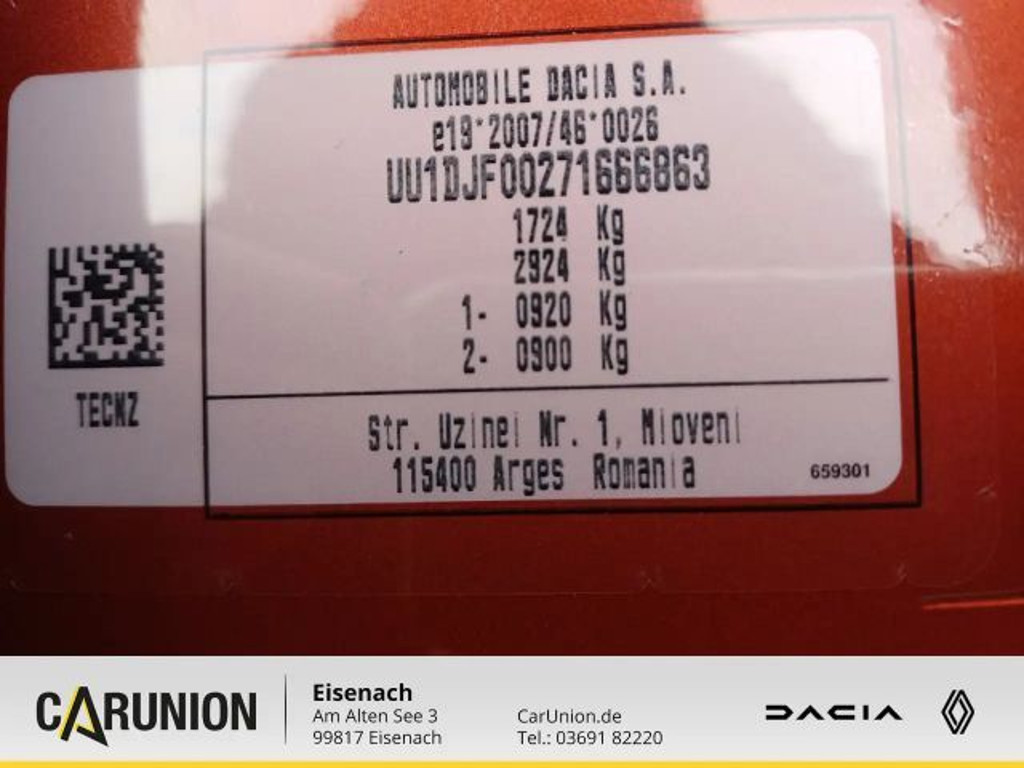 AUTOMOBILE DACIA S.A.
e19*2007/46*0026
UU1DJF00271666863
1724 Kg
2924 Kg
1- 0920 Kg
2- 0900 Kg
TECNZ
Str. Uzinei Nr. 1, Mioveni
115400 Arges Romania
659301
CARUNION
Eisenach
Am Alten See 3
99817 Eisenach
CarUnion.de
Tel.: 03691 82220
DACIA